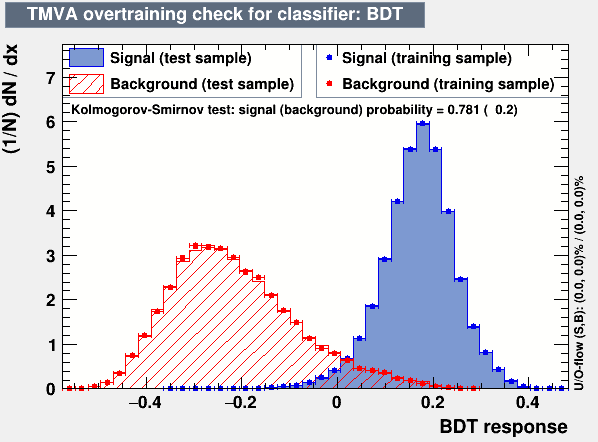 TMVA overtraining check for classifier: BDT
Signal (test sample)
Background (test sample)
Signal (training sample)
Background (training sample)
Kolmogorov-Smirnov test: signal (background) probability = 0.781 ( 0.2)
(1/N) dN / dx
7
6
5
4
3
2
1
0
−0.4 −0.2 0 0.2 0.4
BDT response
U/O-flow (S,B): (0.0, 0.0)% / (0.0, 0.0)%